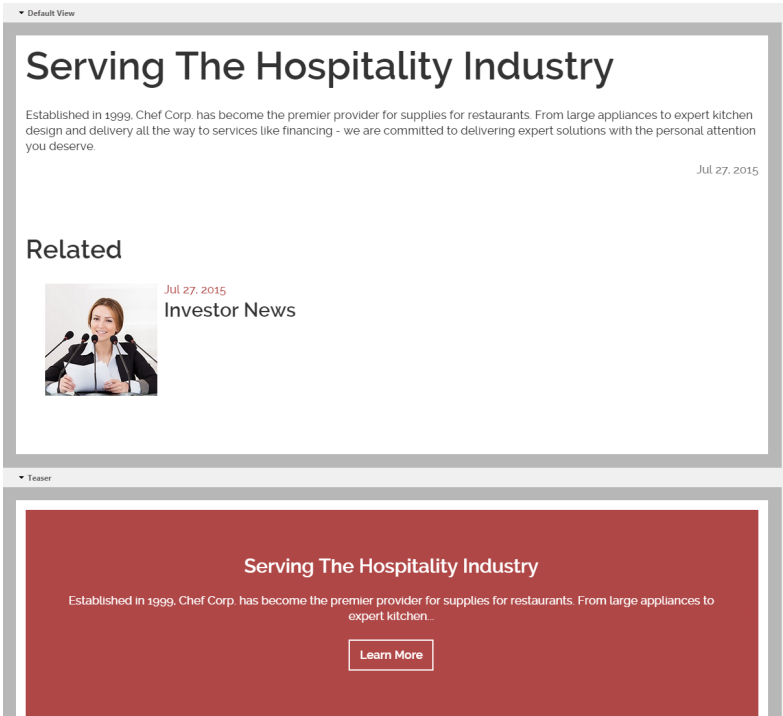 Default View
Serving The Hospitality Industry
Established in 1999, Chef Corp. has become the premier provider for supplies for restaurants. From large appliances to expert kitchen
design and delivery all the way to services like financing - we are committed to delivering expert solutions with the personal attention
you deserve.
Jul 27, 2015
Related
Jul 27, 2015
Investor News
Teaser
Serving The Hospitality Industry
Established in 1999, Chef Corp. has become the premier provider for supplies for restaurants. From large appliances to
expert kitchen...
Learn More